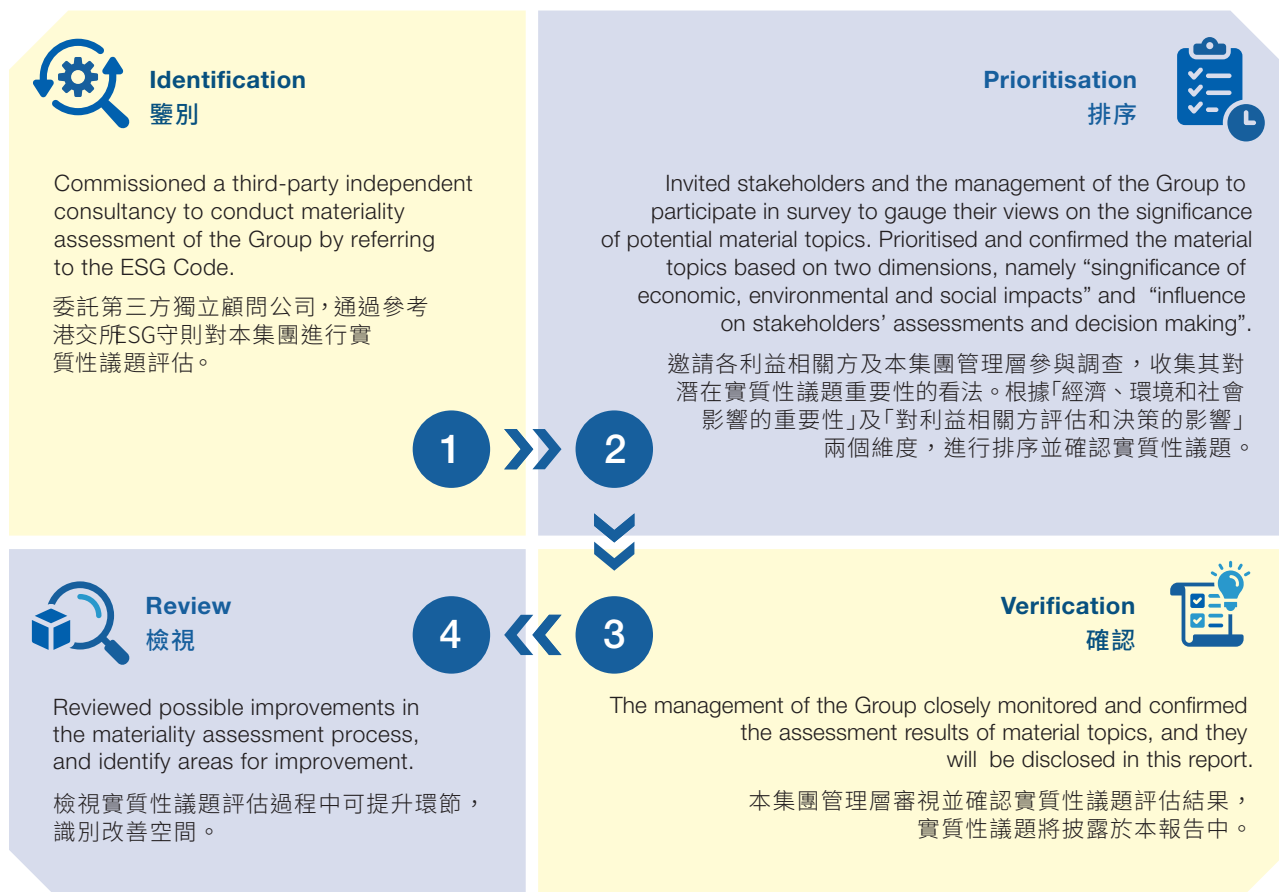 Identification
鑒別
Commissioned a third-party independent
consultancy to conduct materiality
assessment of the Group by referring
to the ESG Code.
委託第三方獨立顧問公司，通過參考
港交所ESG守則對本集團進行實
質性議題評估。
1
Prioritisation
排序
Invited stakeholders and the management of the Group to
participate in survey to gauge their views on the significance
of potential material topics. Prioritised and confirmed the material
topics based on two dimensions, namely “singnificance of
economic, environmental and social impacts” and “influence
on stakeholders’ assessments and decision making”.
邀請各利益相關方及本集團管理層參與調查，收集其對
潛在實質性議題重要性的看法。根據「經濟、環境和社會
影響的重要性」及「對利益相關方評估和決策的影響」
兩個維度，進行排序並確認實質性議題。
2
Verification
確認
The management of the Group closely monitored and confirmed
the assessment results of material topics, and they
will be disclosed in this report.
本集團管理層審視並確認實質性議題評估結果，
實質性議題將披露於本報告中。
3
Review
檢視
Reviewed possible improvements in
the materiality assessment process,
and identify areas for improvement.
檢視實質性議題評估過程中可提升環節，
識別改善空間。
4